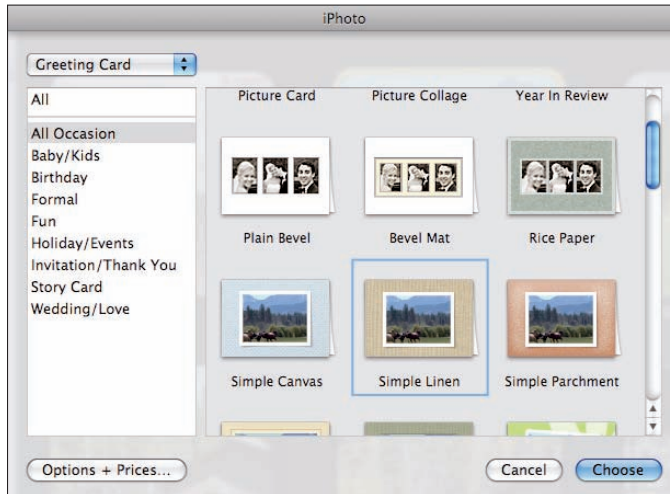 iPhoto
Greeting Card
All
All Occasion
Baby/Kids
Birthday
Formal
Fun
Holiday/Events
Invitation/Thank You
Story Card
Wedding/Love
Picture Card Picture Collage Year In Review
Plain Bevel Bevel Mat Rice Paper
Simple Canvas Simple Linen Simple Parchment
Options + Prices... Cancel Choose